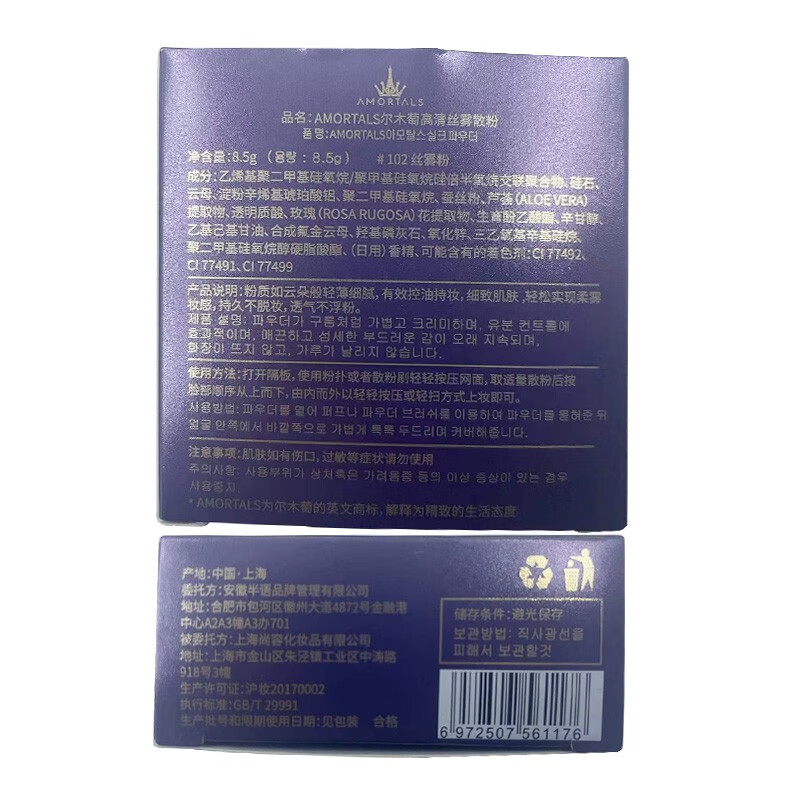 AMORTALS
品名：AMORTALS尔木萄高清丝雾散粉
品 명：AMORTALS아모탈스실크파우더
净含量：8.5g（容량：8.5g） #102丝雾粉
成分：乙烯基聚二甲基硅氧烷/聚甲基硅氧烷硅倍半氧烷交联聚合物、硅石、
云母、淀粉辛烯基琥珀酸铝、聚二甲基硅氧烷、蚕丝粉、芦荟(ALOE VERA)
提取物、透明质酸、玫瑰(ROSA RUGOSA)花提取物、生育酚乙酸酯、辛甘醇、
乙基己基甘油、合成氟金云母、羟基磷灰石、氧化锌、三乙氧基辛基硅烷、
聚二甲基硅氧烷醇硬脂酸酯、(日用)香精、可能含有的着色剂：CI 77492、
CI 77491、CI 77499
产品说明：粉质如云朵般轻薄细腻，有效控油持妆，细致肌肤，轻松实现柔雾
妆感，持久不脱妆，透气不浮粉。
제품 설명: 파우더가 구름처럼 가볍고 크리미하며, 유분 컨트롤에
효과적이며, 매끈하고 섬세한 부드러운 감이 오래 지속되며,
화장이 뜨지 않고, 가루가 날리지 않습니다.
使用方法：打开隔板，使用粉扑或者散粉刷轻轻按压网面，取适量散粉后按
脸部顺序从上而下，由内而外以轻轻按压或轻扫方式上妆即可。
사용방법: 파우더를 열어 퍼프나 파우더 브러쉬를 이용하여 파우더를 묻혀준 뒤
얼굴 안쪽에서 바깥쪽으로 가볍게 톡톡 두드리며 커버해줍니다.
注意事项：肌肤如有伤口，过敏等症状请勿使用
주의사항: 사용부위가 상처혹은 가려움증 등의 이상 증상이 있는 경우
사용중지
*AMORTALS为尔木萄的英文商标，解释为精致的生活态度
产地：中国·上海
委托方：安徽半语品牌管理有限公司
地址：合肥市包河区徽州大道4872号金融港
中心A2A3幢A3办701
被委托方：上海尚容化妆品有限公司
地址：上海市金山区朱泾镇工业区中涛路
918号3幢
生产许可证：沪妆20170002
执行标准：GB/T 29991
生产批号和限期使用日期：见包装 合格
储存条件：避光保存
보관방법: 직사광선을
피해서 보관할것
6 972507 561176